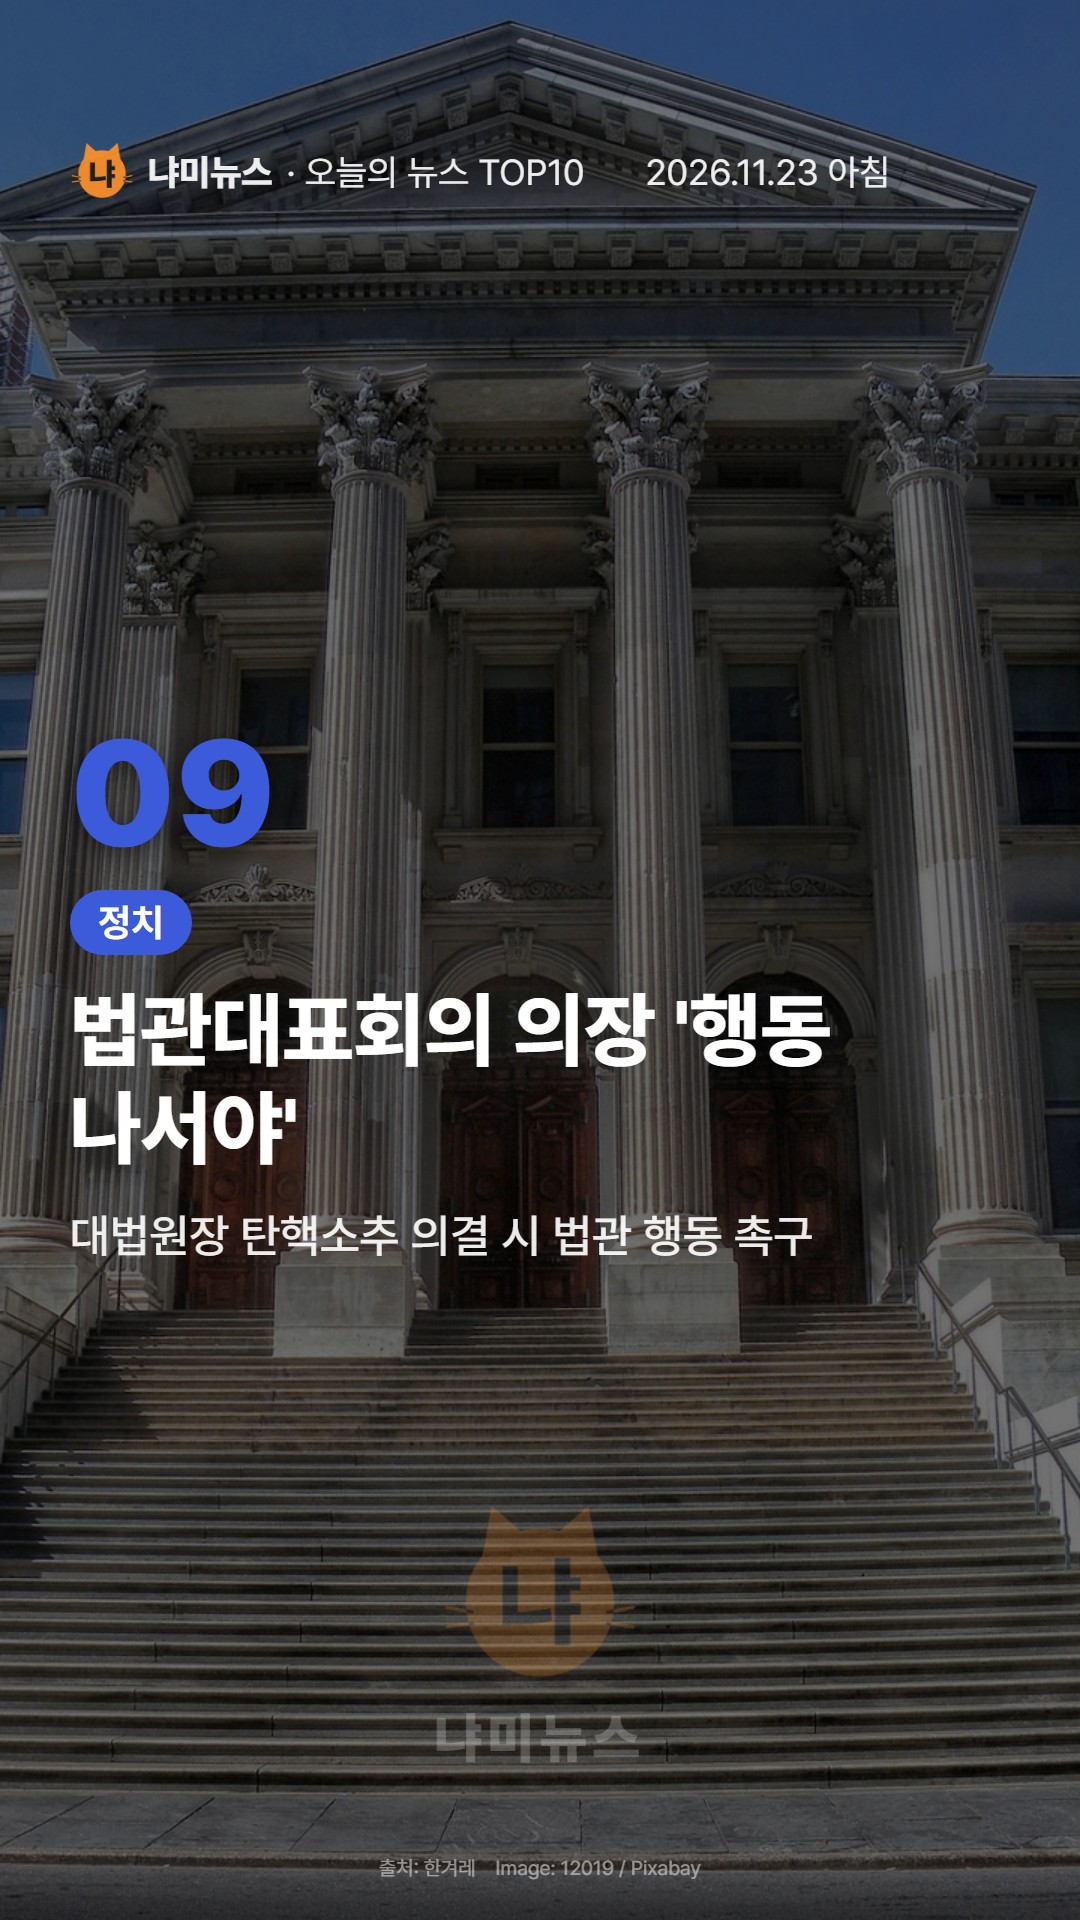 냐 냐미뉴스 · 오늘의 뉴스 TOP10 2026.11.23 아침
09
정치
법관대표회의 의장 '행동
나서야'
대법원장 탄핵소추 의결 시 법관 행동 촉구
냐
냐미뉴스
출처: 한겨레 Image: 12019 / Pixabay